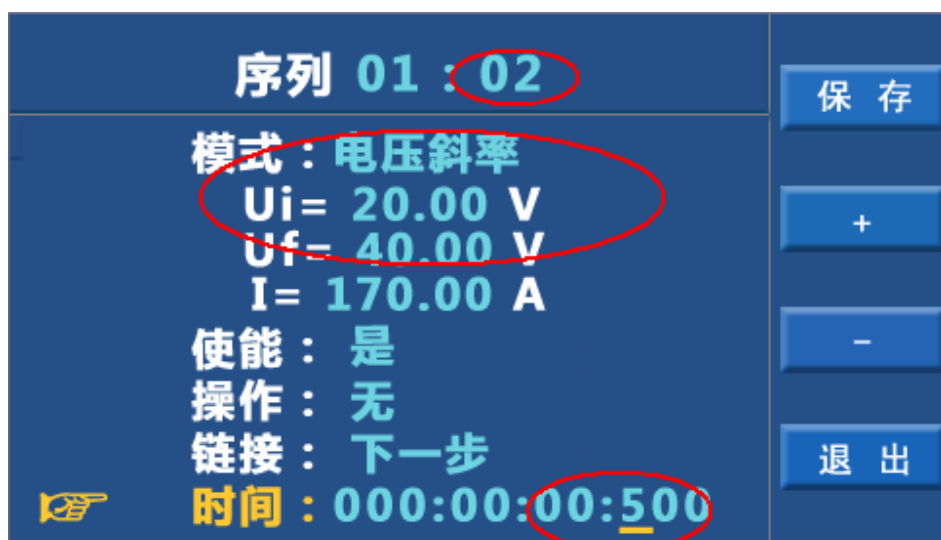 序列 01 : 02
模式：电压斜率
Ui= 20.00 V
Uf= 40.00 V
I= 170.00 A
使能： 是
操作： 无
链接： 下一步
时间：000:00:00:500
保 存
+
-
退 出